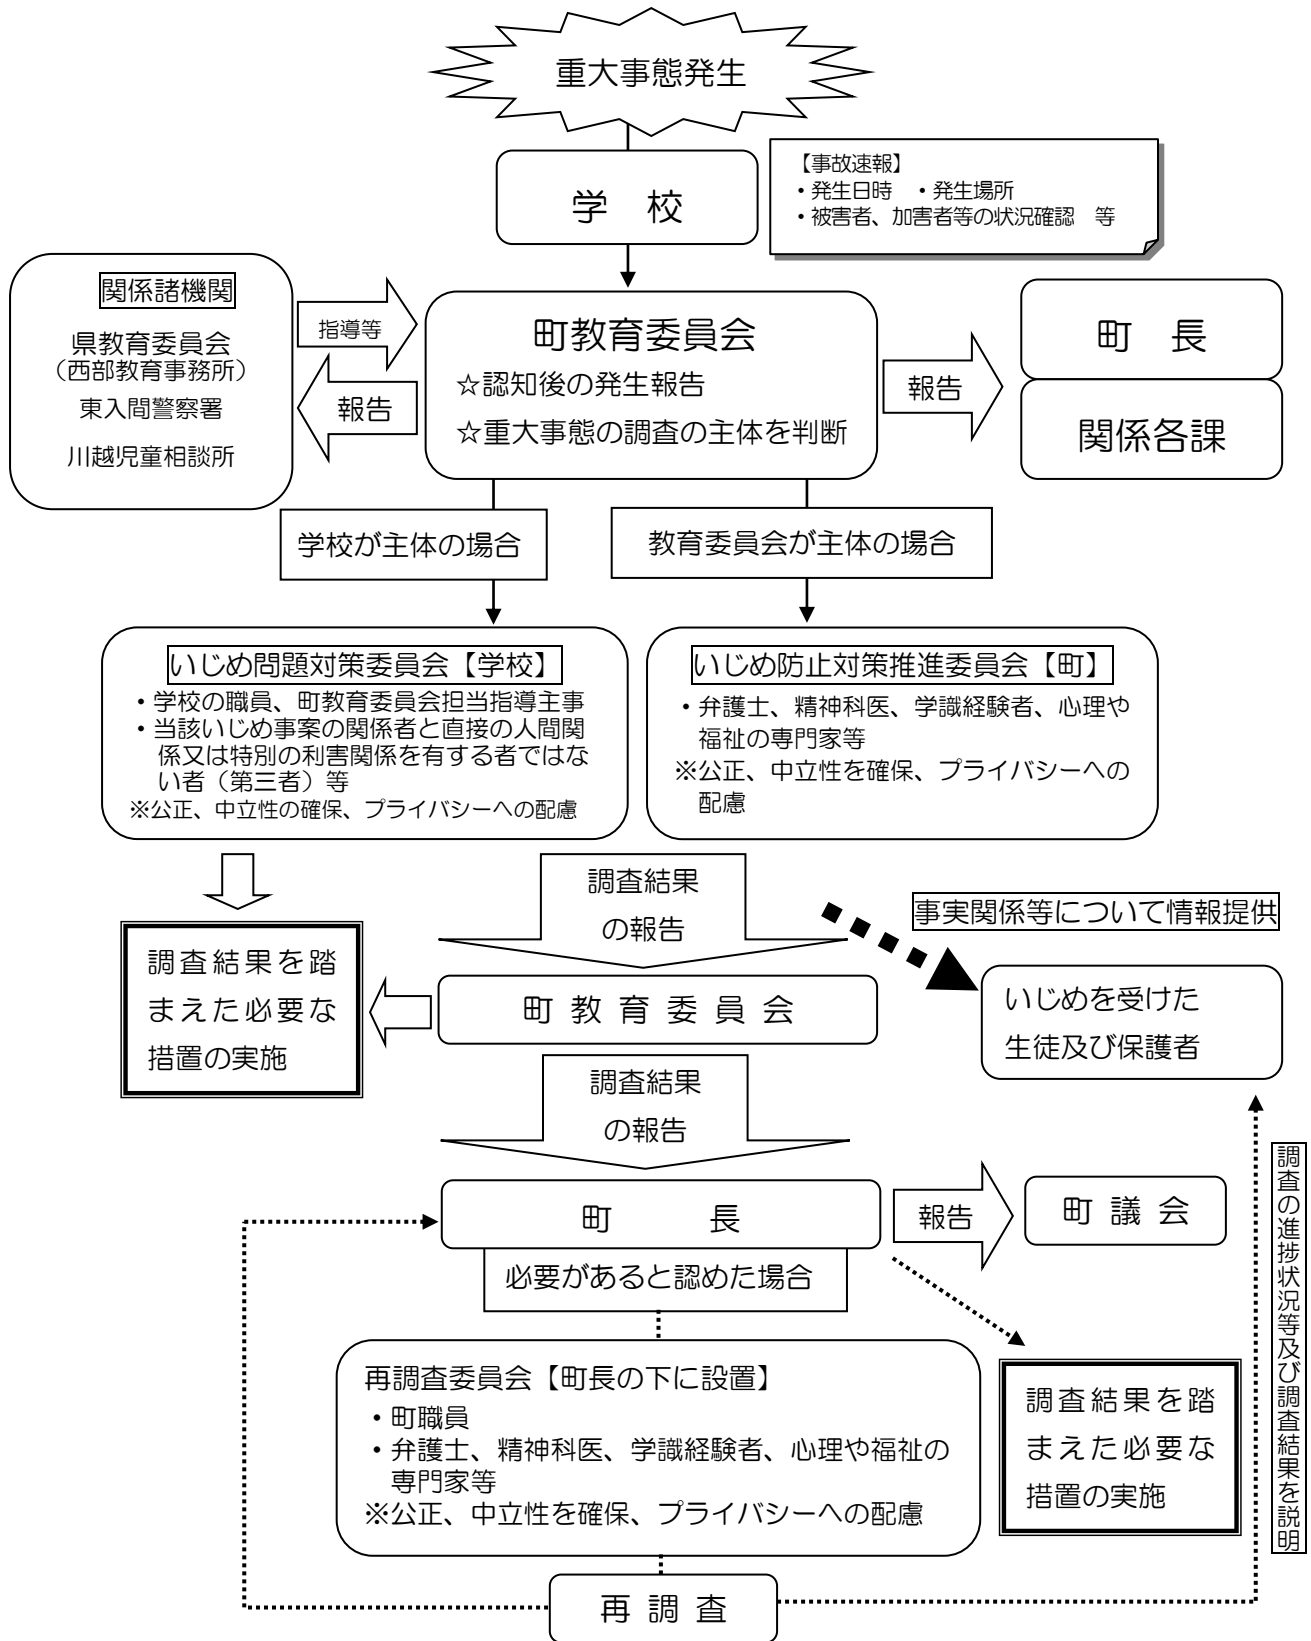 重大事態発生
学 校
【事故速報】
・発生日時 ・発生場所
・被害者、加害者等の状況確認 等
関係諸機関
県教育委員会
（西部教育事務所）
東入間警察署
川越児童相談所
指導等
報告
町教育委員会
☆認知後の発生報告
☆重大事態の調査の主体を判断
報告
町 長
関係各課
学校が主体の場合
教育委員会が主体の場合
いじめ問題対策委員会【学校】
・学校の職員、町教育委員会担当指導主事
・当該いじめ事案の関係者と直接の人間関
係又は特別の利害関係を有する者ではな
い者（第三者）等
※公正、中立性の確保、プライバシーへの配慮
いじめ防止対策推進委員会【町】
・弁護士、精神科医、学識経験者、心理や
福祉の専門家等
※公正、中立性を確保、プライバシーへの
配慮
調査結果
の報告
事実関係等について情報提供
調査結果を踏
まえた必要な
措置の実施
町教育委員会
いじめを受けた
生徒及び保護者
調査結果
の報告
町 長
報告
町議会
必要があると認めた場合
調査の進捗状況等及び調査結果を説明
再調査委員会【町長の下に設置】
・町職員
・弁護士、精神科医、学識経験者、心理や福祉の
専門家等
※公正、中立性を確保、プライバシーへの配慮
調査結果を踏
まえた必要な
措置の実施
再調査